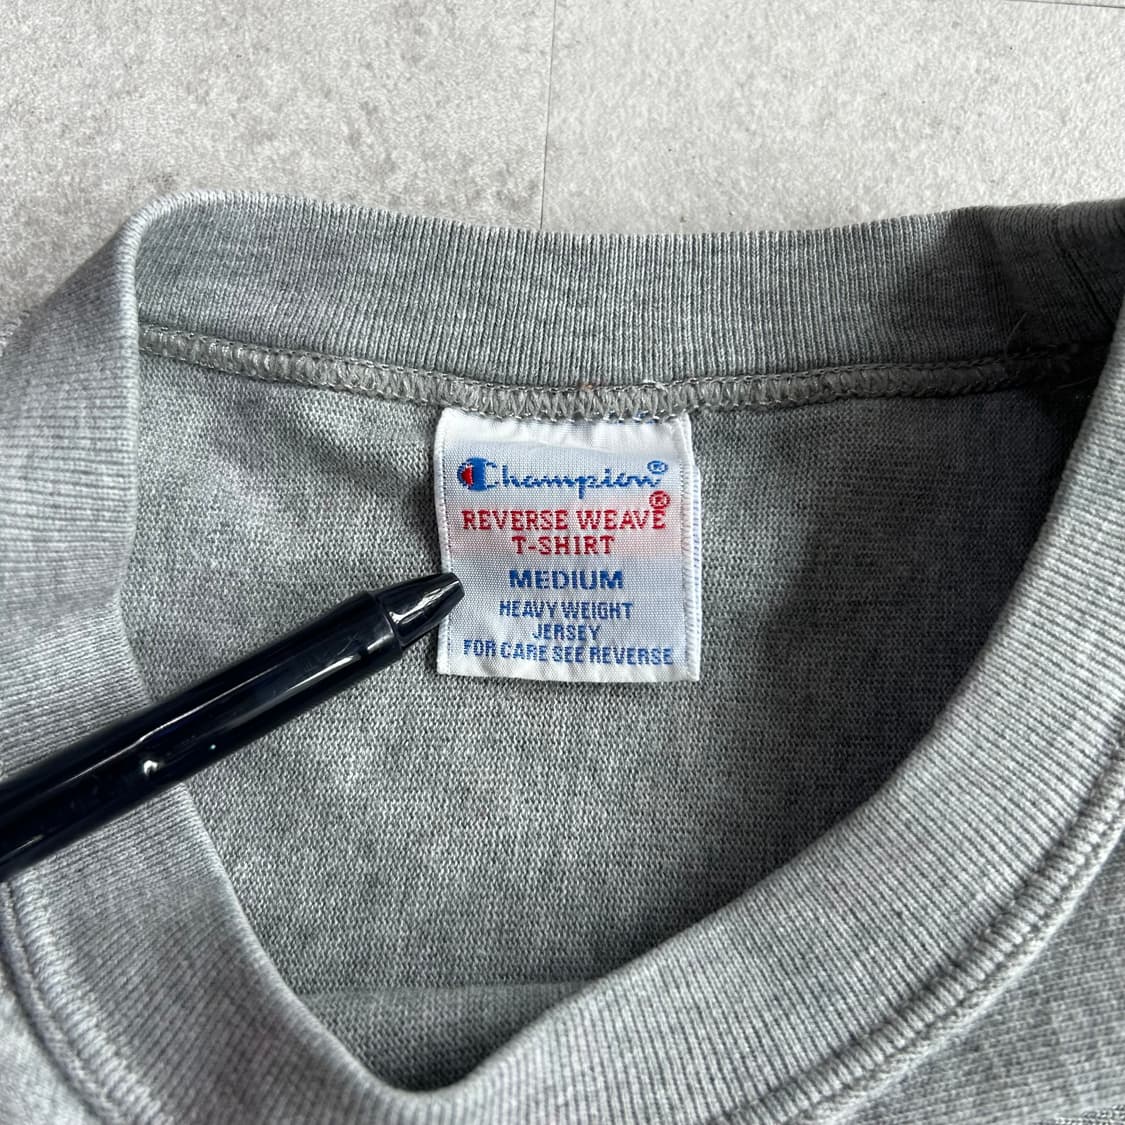 Champion®
REVERSE WEAVE®
T-SHIRT
MEDIUM
HEAVY WEIGHT
JERSEY
FOR CARE SEE REVERSE